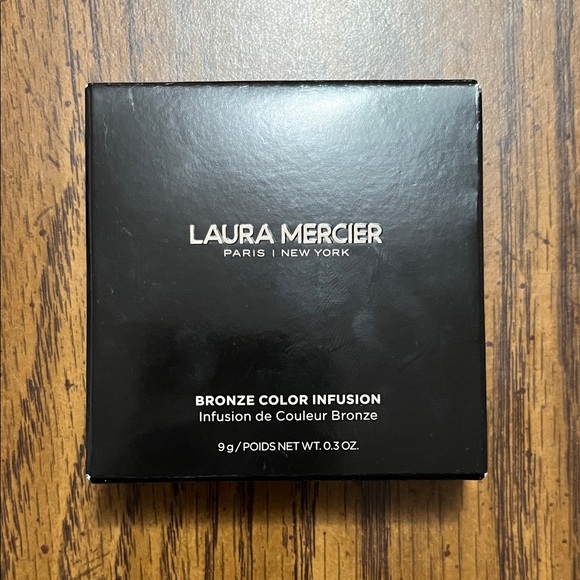 LAURA MERCIER
PARIS | NEW YORK
BRONZE COLOR INFUSION
Infusion de Couleur Bronze
9 g / POIDS NET WT. 0.3 OZ.